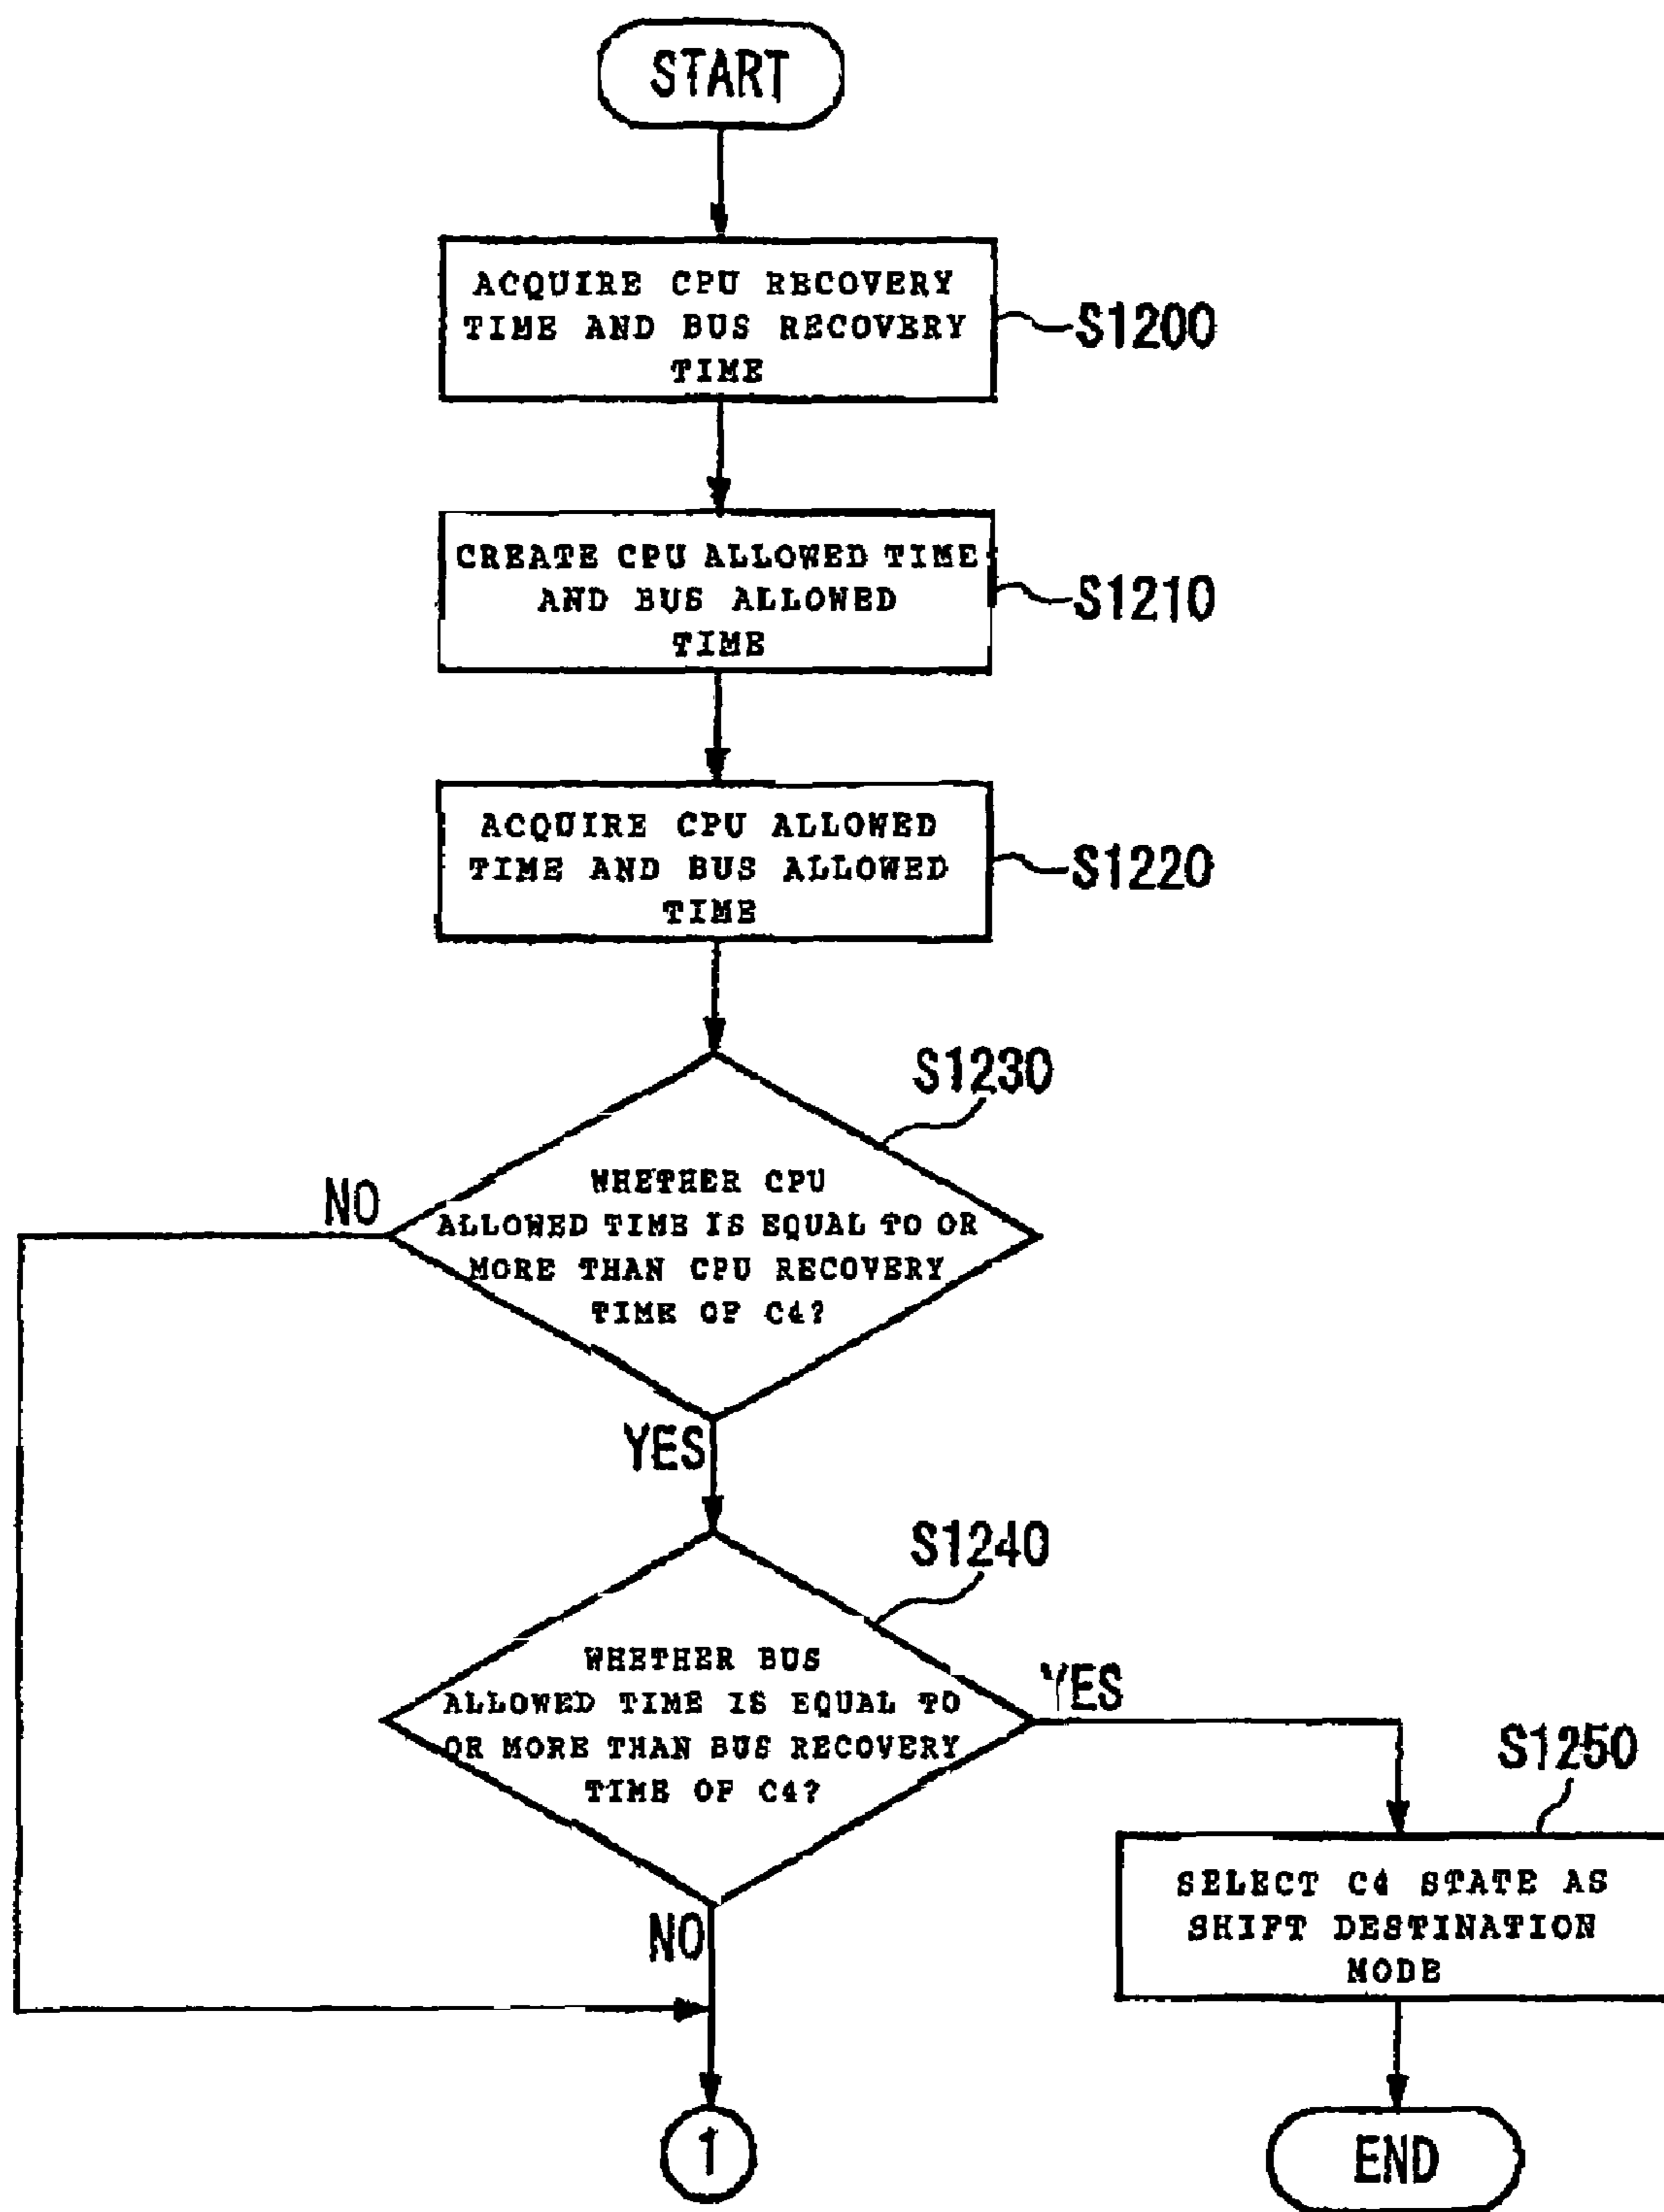 START
ACQUIRE CPU RECOVERY
TIME AND BUS RECOVERY
TIME
S1200
CREATE CPU ALLOWED TIME
AND BUS ALLOWED
TIME
S1210
ACQUIRE CPU ALLOWED
TIME AND BUS ALLOWED
TIME
S1220
S1230
WHETHER CPU
ALLOWED TIME IS EQUAL TO OR
MORE THAN CPU RECOVERY
TIME OF C4?
NO
YES
S1240
WHETHER BUS
ALLOWED TIME IS EQUAL TO
OR MORE THAN BUS RECOVERY
TIME OF C4?
YES
NO
S1250
SELECT C4 STATE AS
SHIFT DESTINATION
MODE
1
END